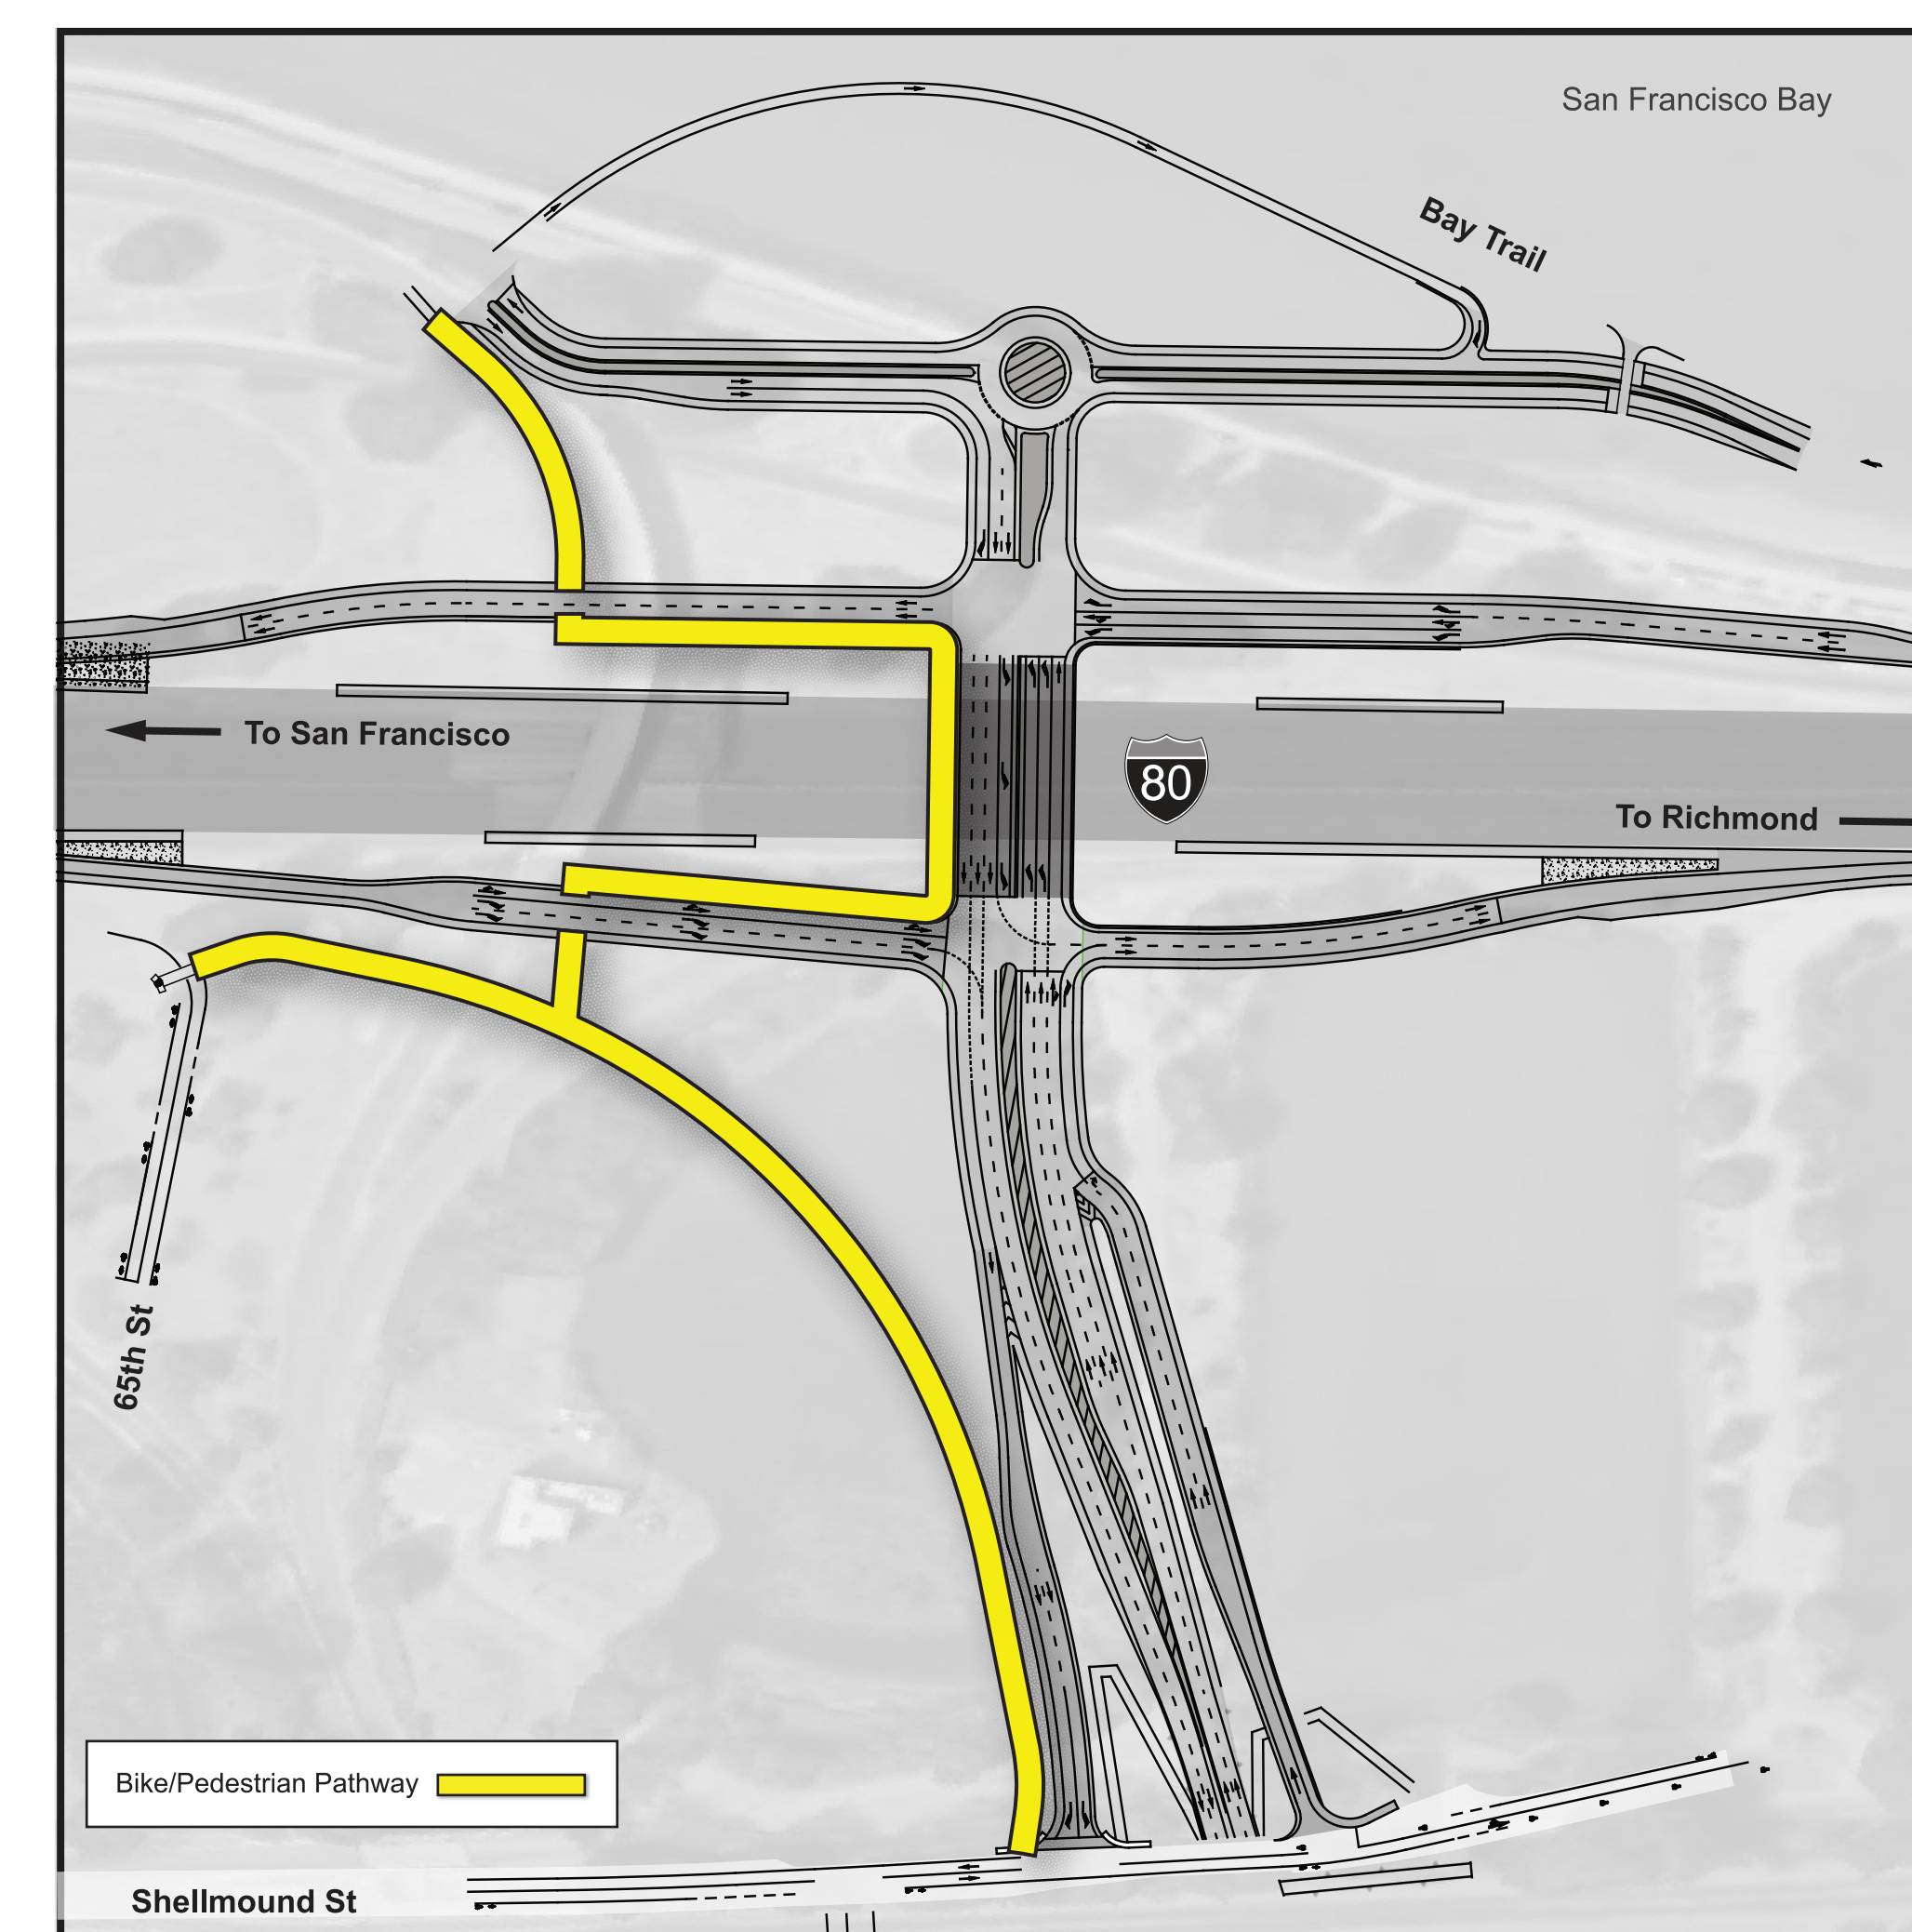 San Francisco Bay
Bay Trail
To San Francisco
80
To Richmond
65th St
Bike/Pedestrian Pathway
Shellmound St